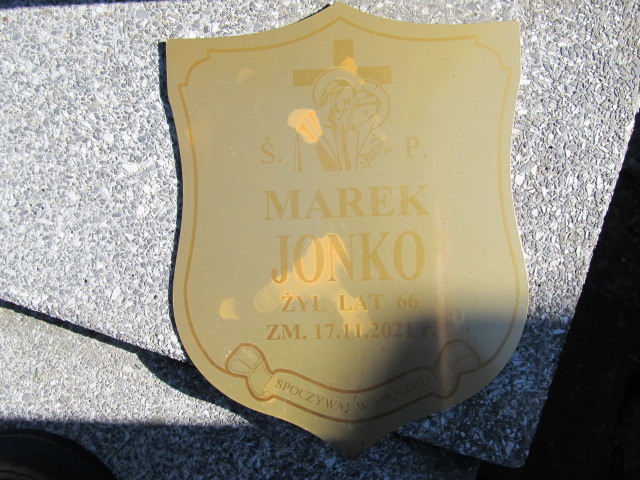 Ś. P.
MAREK
JONKO
ŻYŁ LAT 66
ZM. 17.11.2021 r.
SPOCZYWAJ W SPOKOJU